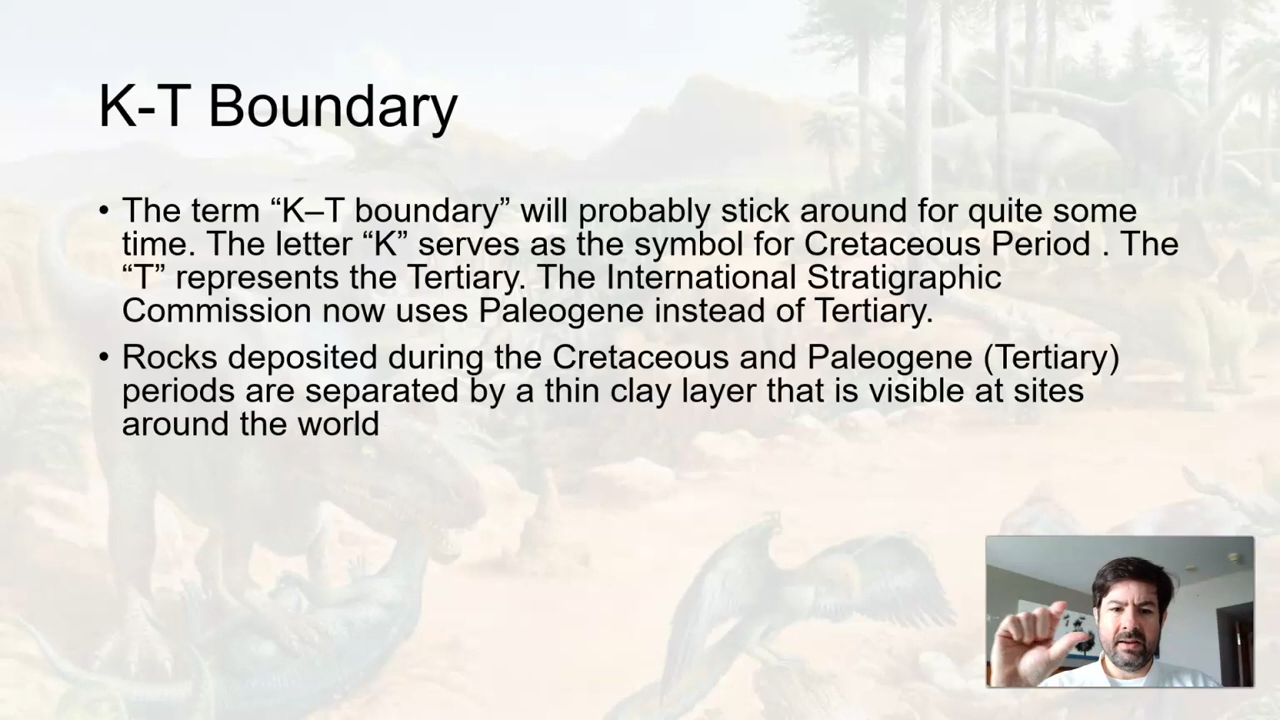 K-T Boundary
• The term “K–T boundary” will probably stick around for quite some
time. The letter “K” serves as the symbol for Cretaceous Period . The
“T” represents the Tertiary. The International Stratigraphic
Commission now uses Paleogene instead of Tertiary.
• Rocks deposited during the Cretaceous and Paleogene (Tertiary)
periods are separated by a thin clay layer that is visible at sites
around the world